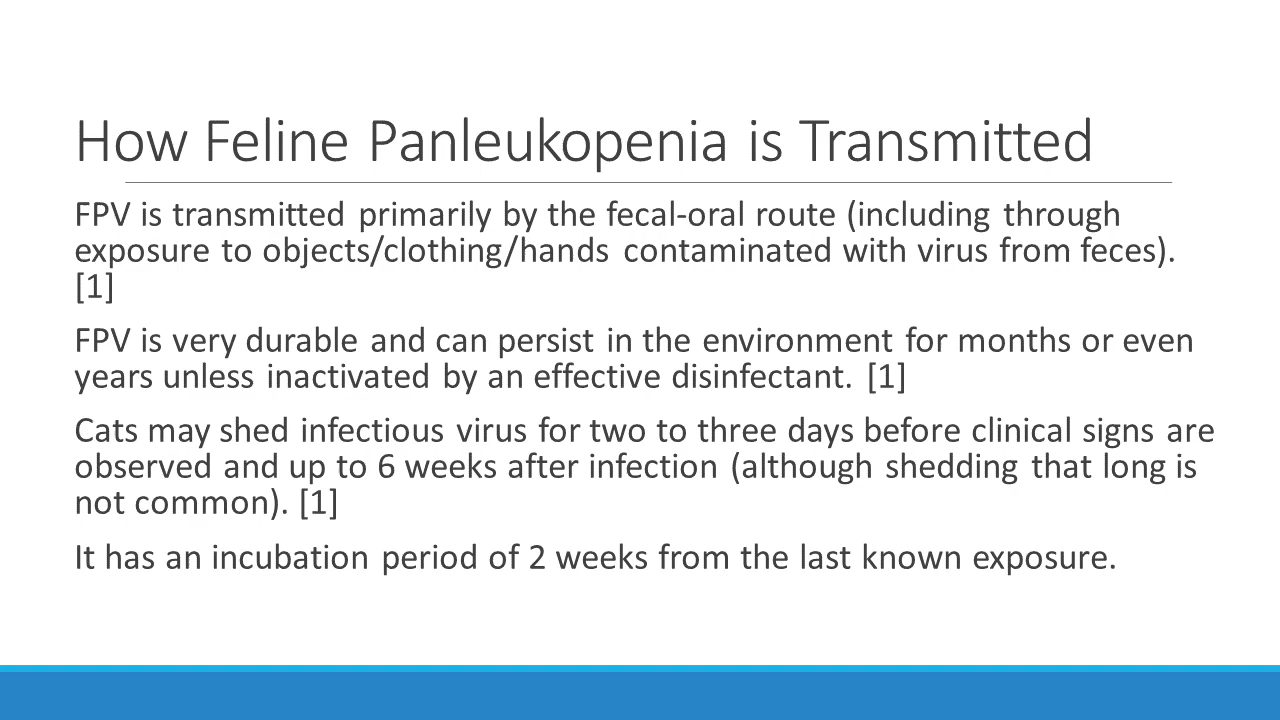 How Feline Panleukopenia is Transmitted
FPV is transmitted primarily by the fecal-oral route (including through
exposure to objects/clothing/hands contaminated with virus from feces).
[1]
FPV is very durable and can persist in the environment for months or even
years unless inactivated by an effective disinfectant. [1]
Cats may shed infectious virus for two to three days before clinical signs are
observed and up to 6 weeks after infection (although shedding that long is
not common). [1]
It has an incubation period of 2 weeks from the last known exposure.